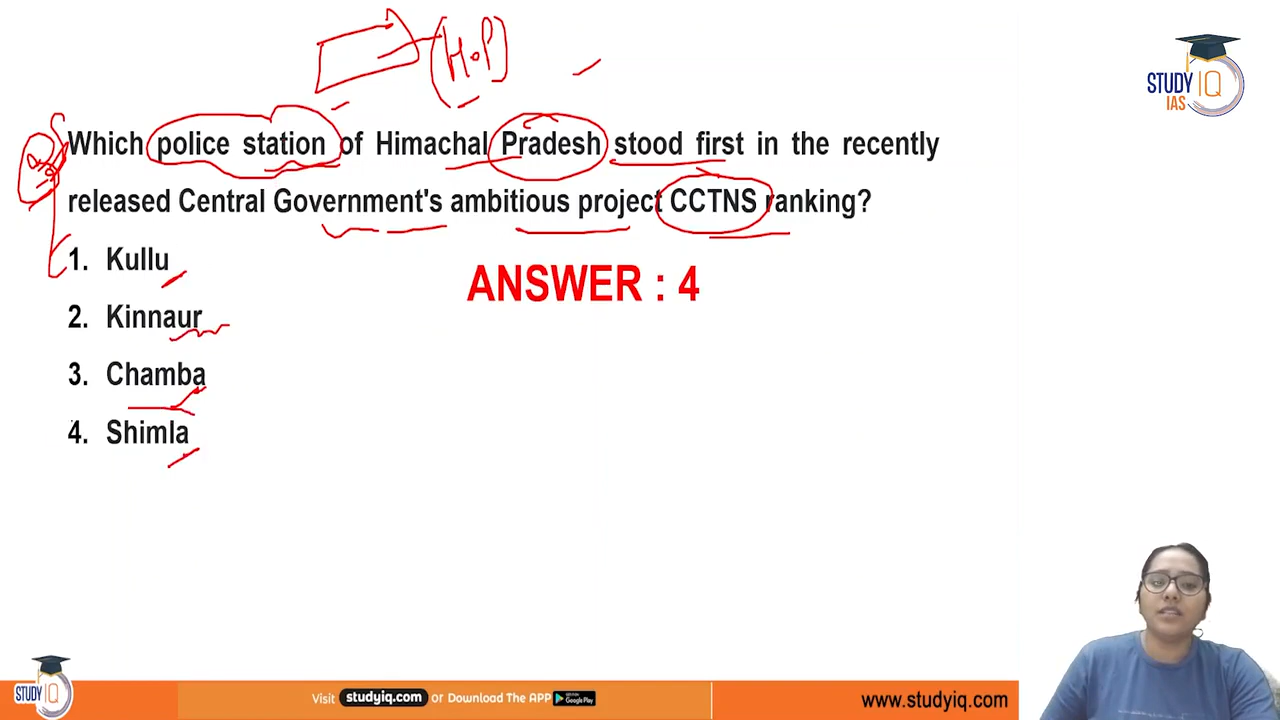 (H.P)
STUDY IQ
IAS
Which police station of Himachal Pradesh stood first in the recently
released Central Government's ambitious project CCTNS ranking?
1. Kullu
2. Kinnaur
3. Chamba
4. Shimla
ANSWER : 4
STUDY IQ
Visit studyiq.com or Download The APP Google Play
www.studyiq.com